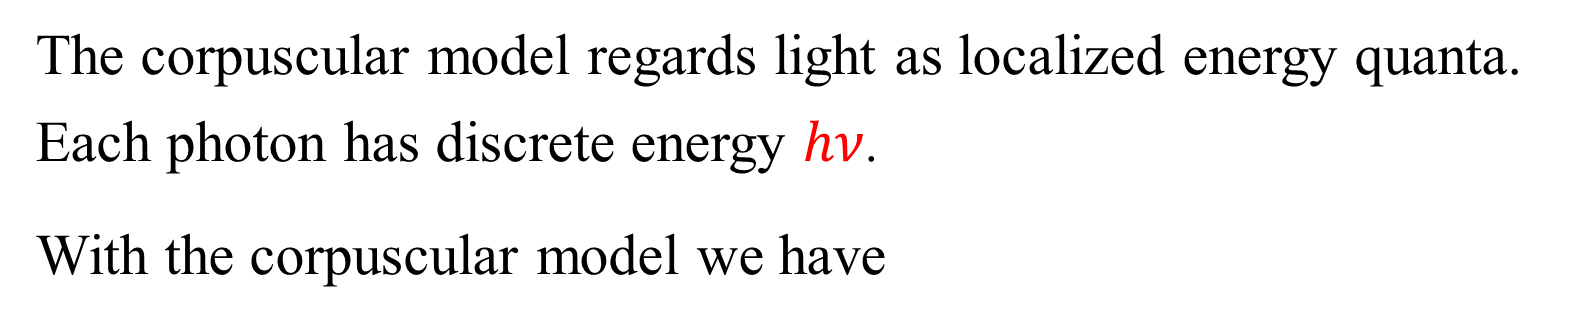 The corpuscular model regards light as localized energy quanta.
Each photon has discrete energy hν.
With the corpuscular model we have